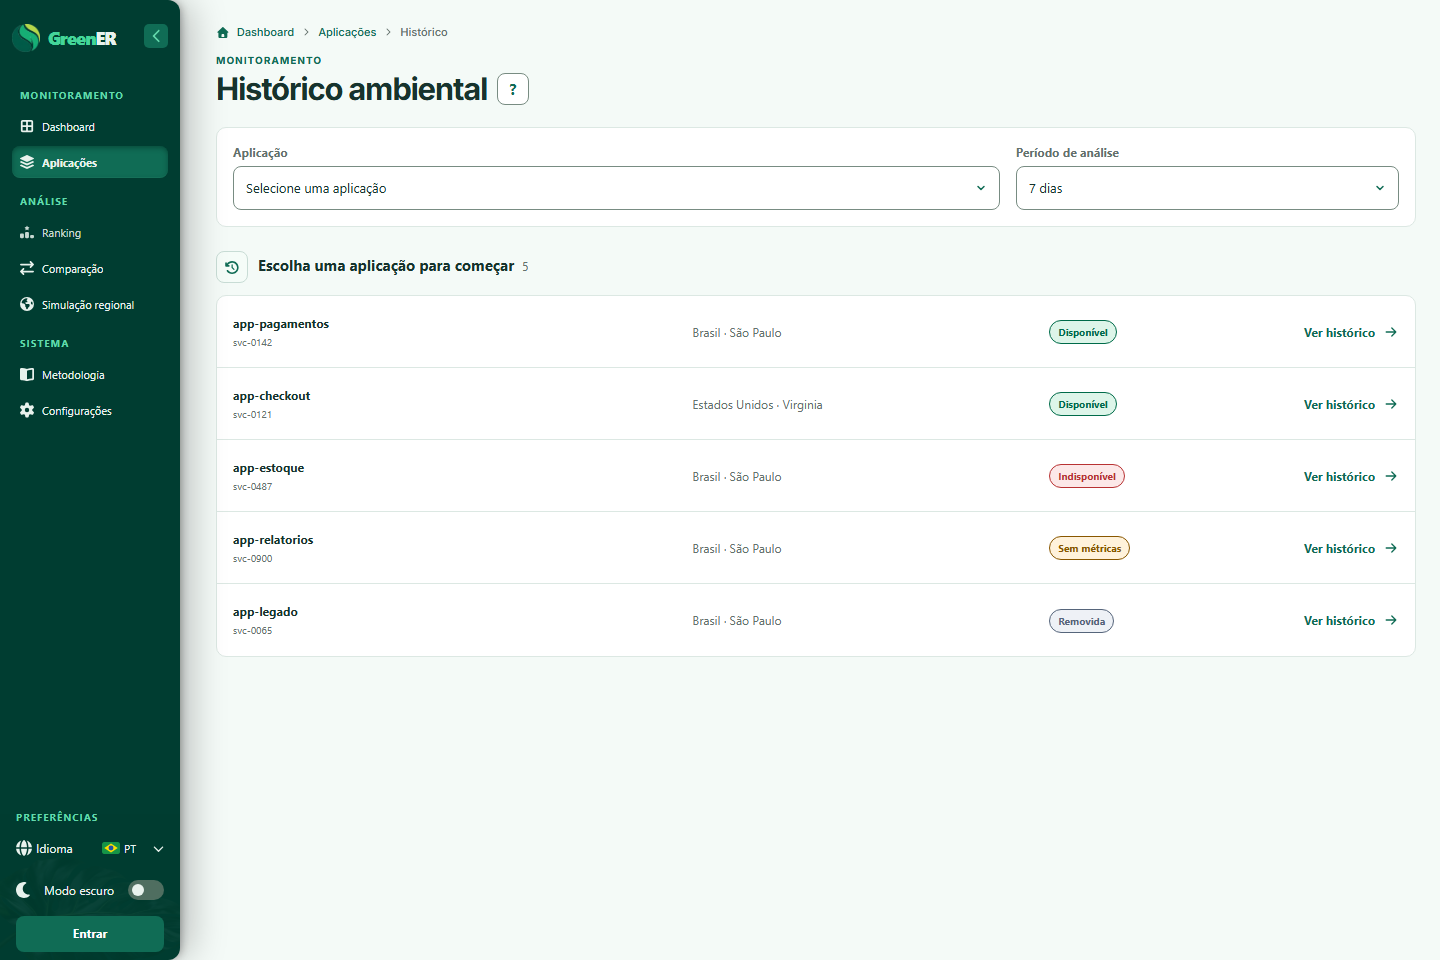 GreenER
MONITORAMENTO
Dashboard
Aplicações
ANÁLISE
Ranking
Comparação
Simulação regional
SISTEMA
Metodologia
Configurações
PREFERÊNCIAS
Idioma PT
Modo escuro
Entrar
Dashboard > Aplicações > Histórico
MONITORAMENTO
Histórico ambiental ?
Aplicação
Selecione uma aplicação
Período de análise
7 dias
Escolha uma aplicação para começar 5
app-pagamentos
svc-0142
Brasil · São Paulo
Disponível
Ver histórico →
app-checkout
svc-0121
Estados Unidos · Virginia
Disponível
Ver histórico →
app-estoque
svc-0487
Brasil · São Paulo
Indisponível
Ver histórico →
app-relatorios
svc-0900
Brasil · São Paulo
Sem métricas
Ver histórico →
app-legado
svc-0065
Brasil · São Paulo
Removida
Ver histórico →